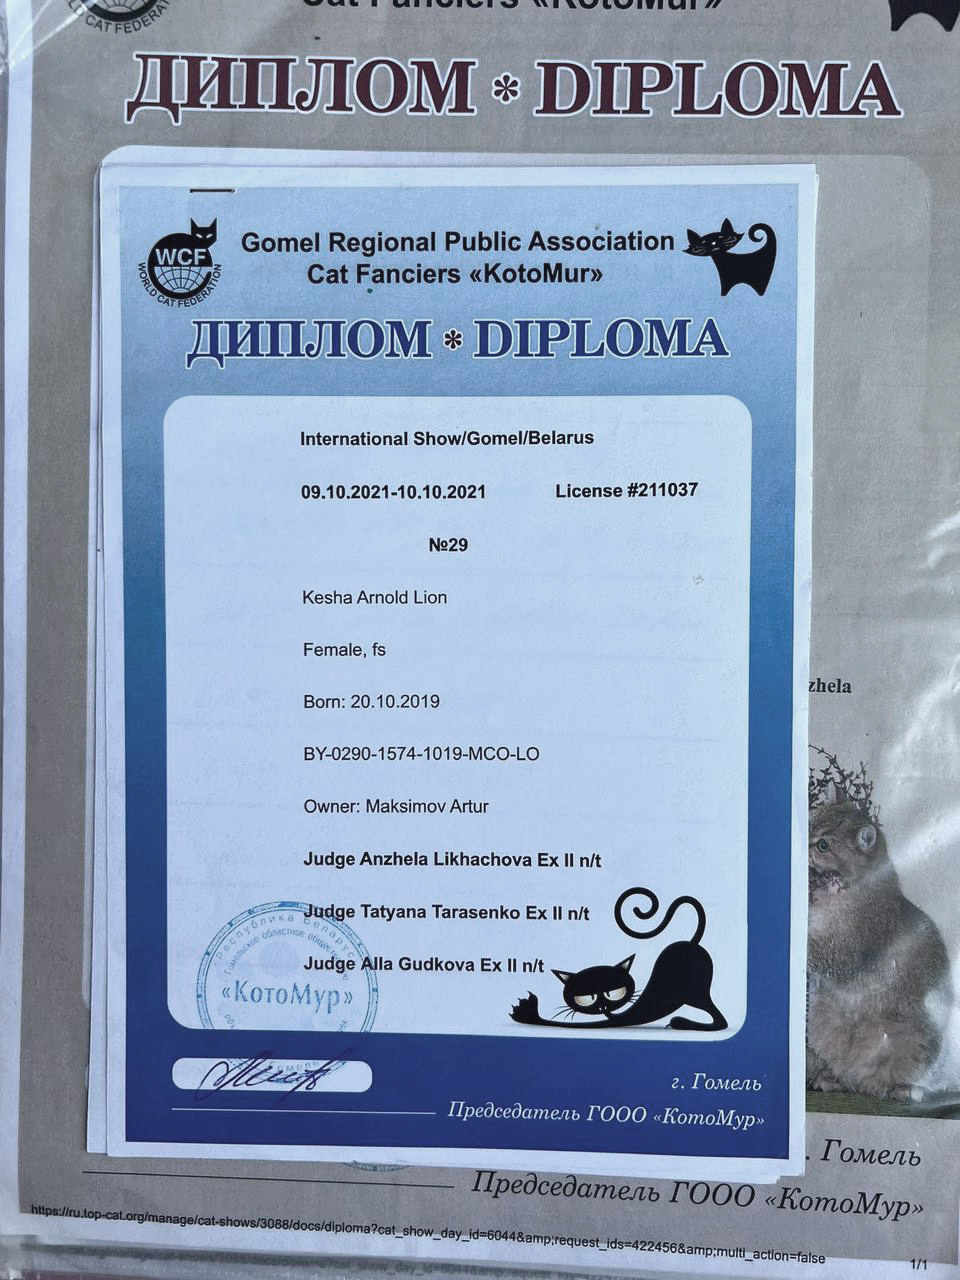 Cat Fanciers «KotoMur»
ДИПЛОМ * DIPLOMA
WCF
WORLD CAT FEDERATION
Gomel Regional Public Association
Cat Fanciers «KotoMur»
ДИПЛОМ * DIPLOMA
International Show/Gomel/Belarus
09.10.2021-10.10.2021 License #211037
№29
Kesha Arnold Lion
Female, fs
Born: 20.10.2019
BY-0290-1574-1019-MCO-LO
Owner: Maksimov Artur
Judge Anzhela Likhachova Ex II n/t
Judge Tatyana Tarasenko Ex II n/t
Judge Alla Gudkova Ex II n/t
Республика Беларусь
Гомельское областное
«КотоМур»
г. Гомель
Председатель ГООО «КотоМур»
zhela
. Гомель
Председатель ГООО «КотоМур»
https://ru.top-cat.org/manage/cat-shows/3088/docs/diploma?cat_show_day_id=6044&amp;request_ids=422456&amp;multi_action=false
1/1